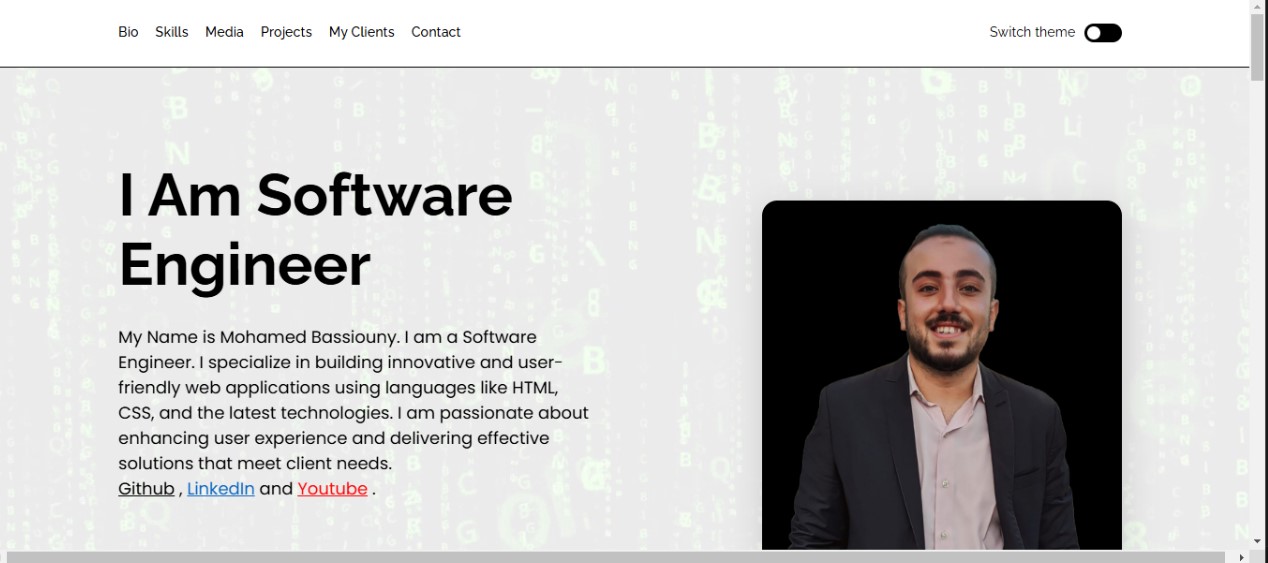 Bio Skills Media Projects My Clients Contact Switch theme
I Am Software
Engineer
My Name is Mohamed Bassiouny. I am a Software
Engineer. I specialize in building innovative and user-
friendly web applications using languages like HTML,
CSS, and the latest technologies. I am passionate about
enhancing user experience and delivering effective
solutions that meet client needs.
Github , LinkedIn and Youtube .